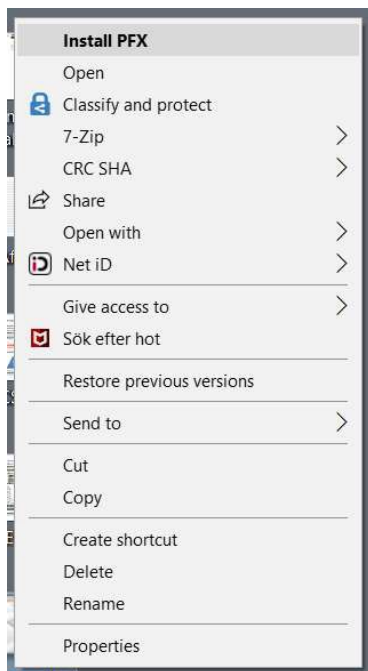 Install PFX
Open
Classify and protect
7-Zip
CRC SHA
Share
Open with
Net iD
Give access to
Sök efter hot
Restore previous versions
Send to
Cut
Copy
Create shortcut
Delete
Rename
Properties